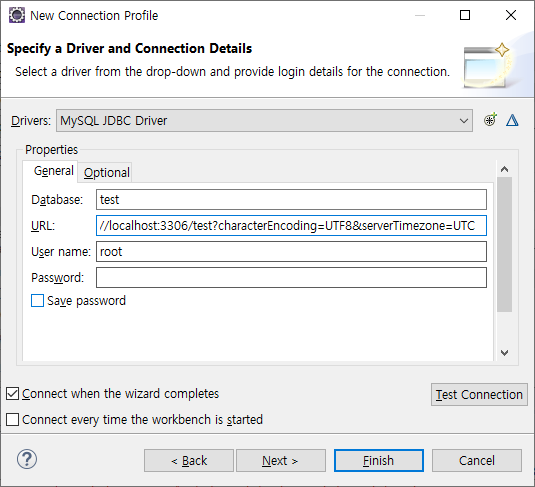 New Connection Profile
Specify a Driver and Connection Details
Select a driver from the drop-down and provide login details for the connection.
Drivers: MySQL JDBC Driver
Properties
General Optional
Database: test
URL: //localhost:3306/test?characterEncoding=UTF8&serverTimezone=UTC
User name: root
Password:
Save password
Connect when the wizard completes
Test Connection
Connect every time the workbench is started
? < Back Next > Finish Cancel